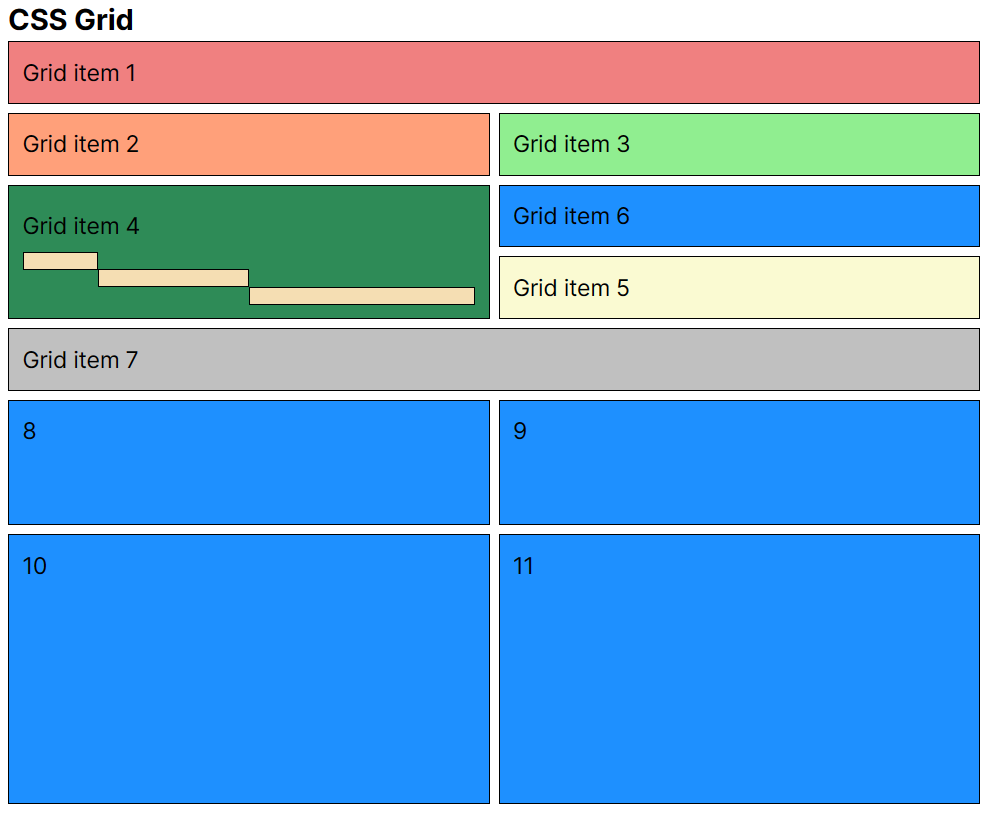 CSS Grid
Grid item 1
Grid item 2
Grid item 3
Grid item 4
Grid item 6
Grid item 5
Grid item 7
8
9
10
11